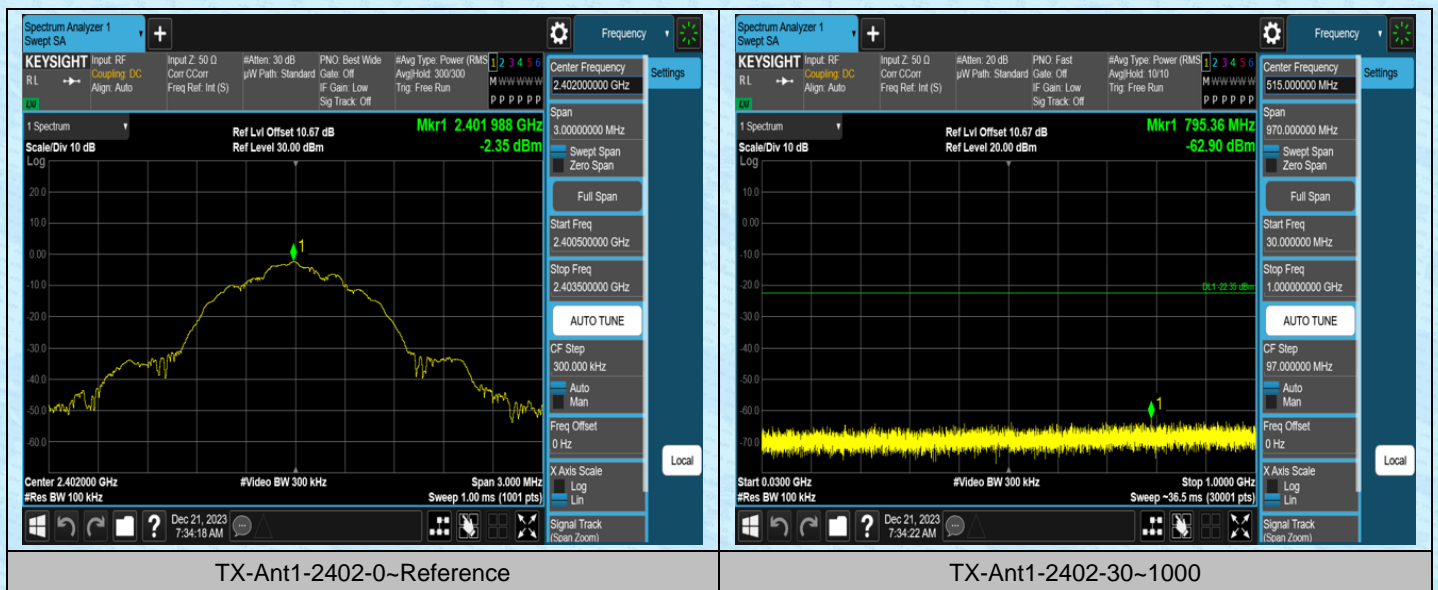 Spectrum Analyzer 1
Swept SA
+
Frequency
KEYSIGHT
RL
LXI
Input: RF
Coupling: DC
Align: Auto
Input Z: 50 Ω
Corr CCorr
Freq Ref: Int (S)
#Atten: 30 dB
µW Path: Standard
PNO: Best Wide
Gate: Off
IF Gain: Low
Sig Track: Off
#Avg Type: Power (RMS
Avg|Hold: 300/300
Trig: Free Run
1 2 3 4 5 6
M W W W W W
P P P P P P
1 Spectrum
Scale/Div 10 dB
Log
Ref Lvl Offset 10.67 dB
Ref Level 30.00 dBm
Mkr1 2.401 988 GHz
-2.35 dBm
20.0
10.0
0.00
-10.0
-20.0
-30.0
-40.0
-50.0
-60.0
1
Center 2.402000 GHz
#Res BW 100 kHz
#Video BW 300 kHz
Span 3.000 MHz
Sweep 1.00 ms (1001 pts)
Center Frequency
2.402000000 GHz
Span
3.00000000 MHz
Swept Span
Zero Span
Full Span
Start Freq
2.400500000 GHz
Stop Freq
2.403500000 GHz
AUTO TUNE
CF Step
300.000 kHz
Auto
Man
Freq Offset
0 Hz
X Axis Scale
Log
Lin
Signal Track
(Span Zoom)
Settings
Local
?
Dec 21, 2023
7:34:18 AM
TX-Ant1-2402-0~Reference
Spectrum Analyzer 1
Swept SA
+
Frequency
KEYSIGHT
RL
LXI
Input: RF
Coupling: DC
Align: Auto
Input Z: 50 Ω
Corr CCorr
Freq Ref: Int (S)
#Atten: 20 dB
µW Path: Standard
PNO: Fast
Gate: Off
IF Gain: Low
Sig Track: Off
#Avg Type: Power (RMS
Avg|Hold: 10/10
Trig: Free Run
1 2 3 4 5 6
M W W W W W
P P P P P P
1 Spectrum
Scale/Div 10 dB
Log
Ref Lvl Offset 10.67 dB
Ref Level 20.00 dBm
Mkr1 795.36 MHz
-62.90 dBm
10.0
0.00
-10.0
-20.0
-30.0
-40.0
-50.0
-60.0
-70.0
DL1 -22.35 dBm
1
Start 0.0300 GHz
#Res BW 100 kHz
#Video BW 300 kHz
Stop 1.0000 GHz
Sweep ~36.5 ms (30001 pts)
Center Frequency
515.000000 MHz
Span
970.000000 MHz
Swept Span
Zero Span
Full Span
Start Freq
30.000000 MHz
Stop Freq
1.000000000 GHz
AUTO TUNE
CF Step
97.000000 MHz
Auto
Man
Freq Offset
0 Hz
X Axis Scale
Log
Lin
Signal Track
(Span Zoom)
Settings
Local
?
Dec 21, 2023
7:34:22 AM
TX-Ant1-2402-30~1000